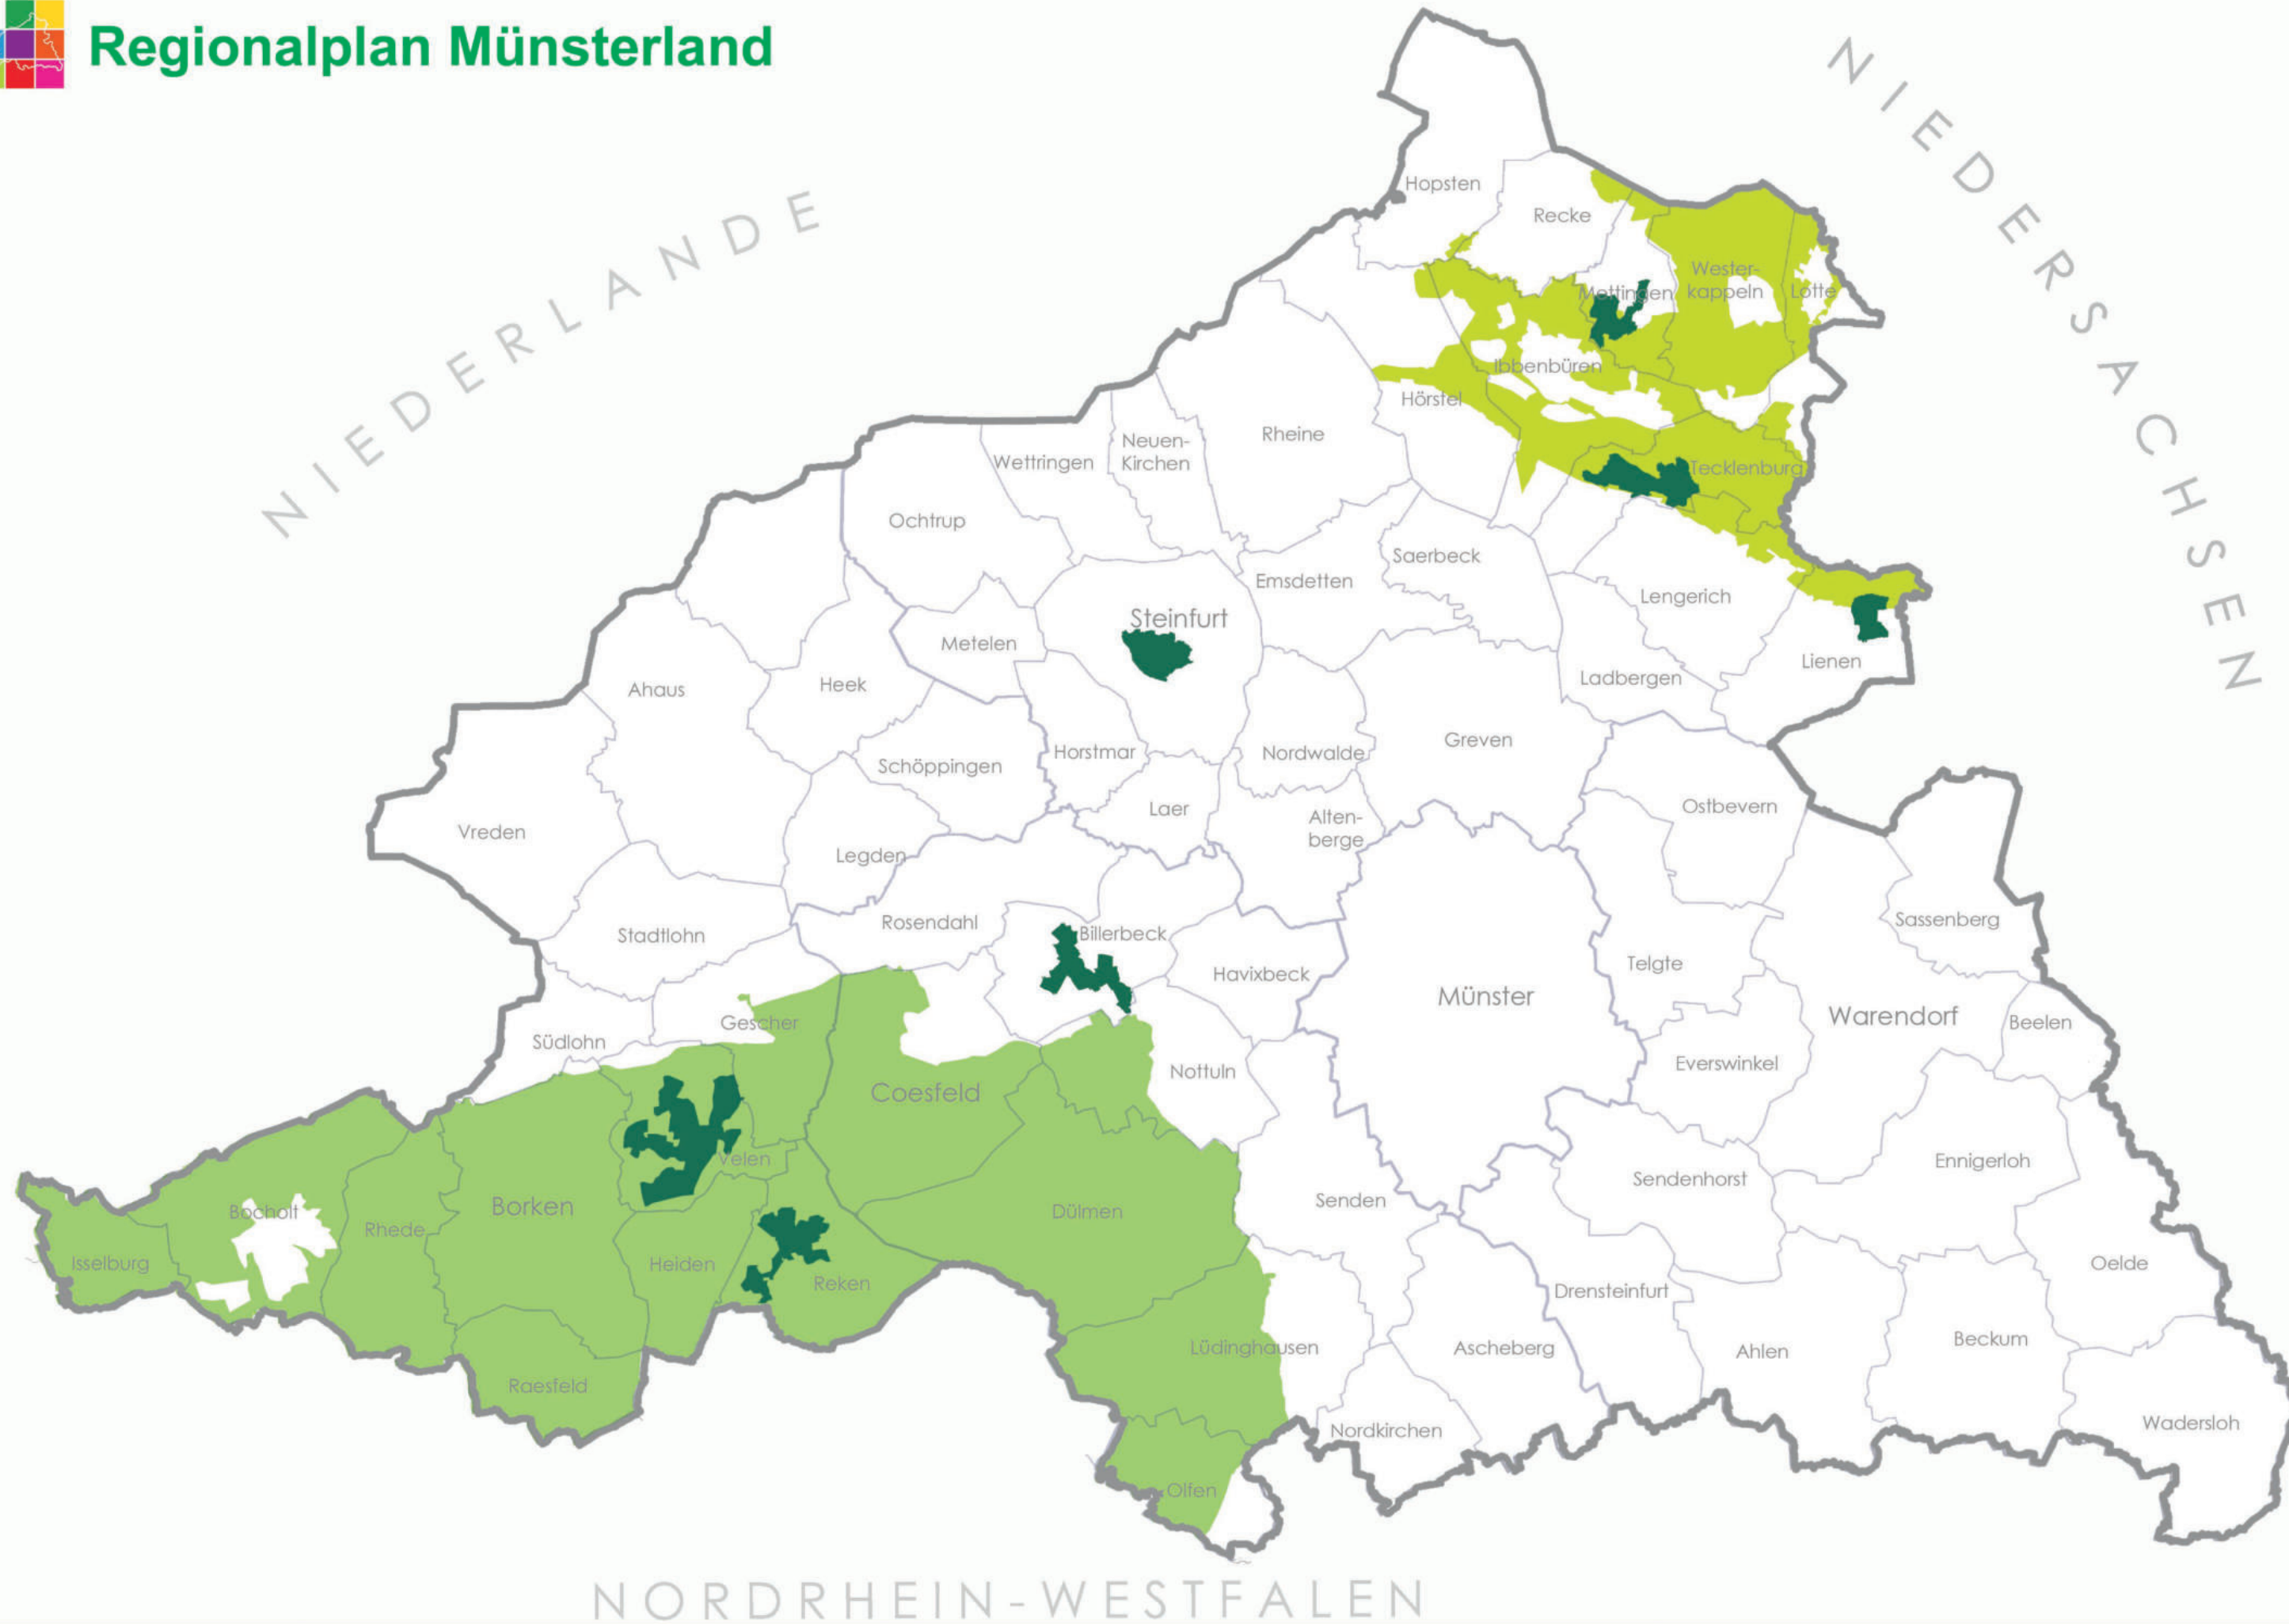 Regionalplan Münsterland
NIEDERLANDE
NIEDERSACHSEN
Hopsten
Recke
Wester-
kappeln
Mettingen
Lotte
Ibbenbüren
Hörstel
Rheine
Neuen-
Kirchen
Wettringen
Tecklenburg
Ochtrup
Saerbeck
Emsdetten
Lengerich
Steinfurt
Metelen
Lienen
Ladbergen
Heek
Ahaus
Greven
Horstmar
Nordwalde
Schöppingen
Ostbevern
Laer
Alten-
berge
Vreden
Legden
Sassenberg
Rosendahl
Billerbeck
Stadtlohn
Telgte
Havixbeck
Münster
Warendorf
Beelen
Gescher
Südlohn
Everswinkel
Nottuln
Coesfeld
Velen
Ennigerloh
Sendenhorst
Senden
Borken
Bocholt
Dülmen
Rhede
Isselburg
Heiden
Oelde
Reken
Drensteinfurt
Beckum
Lüdinghausen
Ascheberg
Ahlen
Raesfeld
Wadersloh
Nordkirchen
Olfen
NORDRHEIN-WESTFALEN